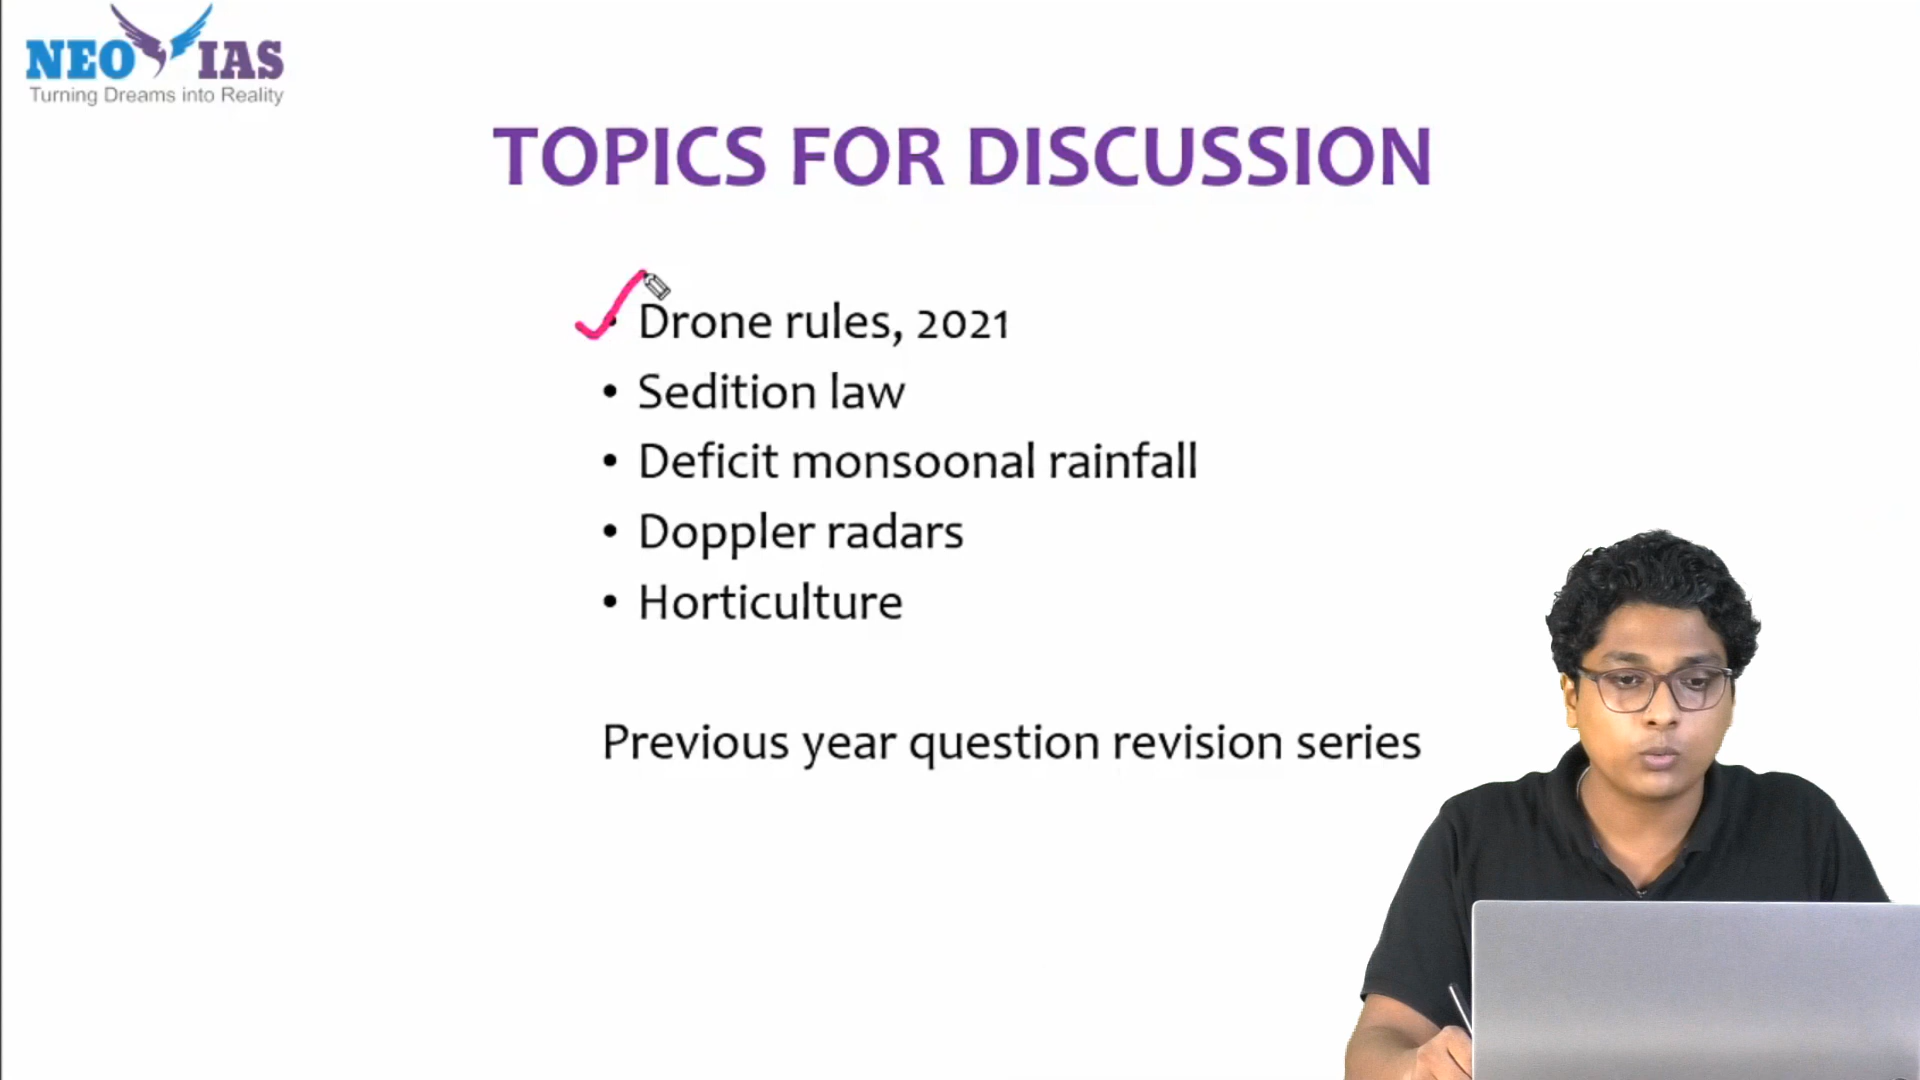 NEO IAS
Turning Dreams into Reality
TOPICS FOR DISCUSSION
• Drone rules, 2021
• Sedition law
• Deficit monsoonal rainfall
• Doppler radars
• Horticulture
Previous year question revision series